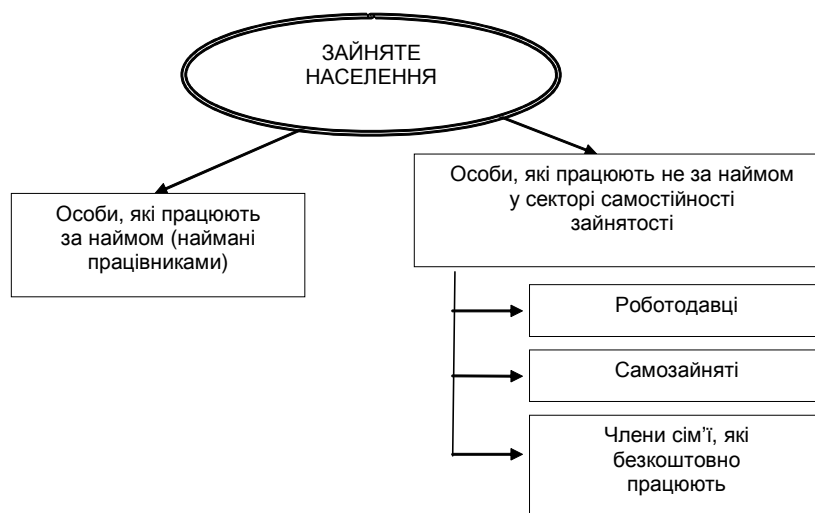 ЗАЙНЯТЕ
НАСЕЛЕННЯ
Особи, які працюють
за наймом (наймані
працівниками)
Особи, які працюють не за наймом
у секторі самостійності
зайнятості
Роботодавці
Самозайняті
Члени сім’ї, які
безкоштовно
працюють